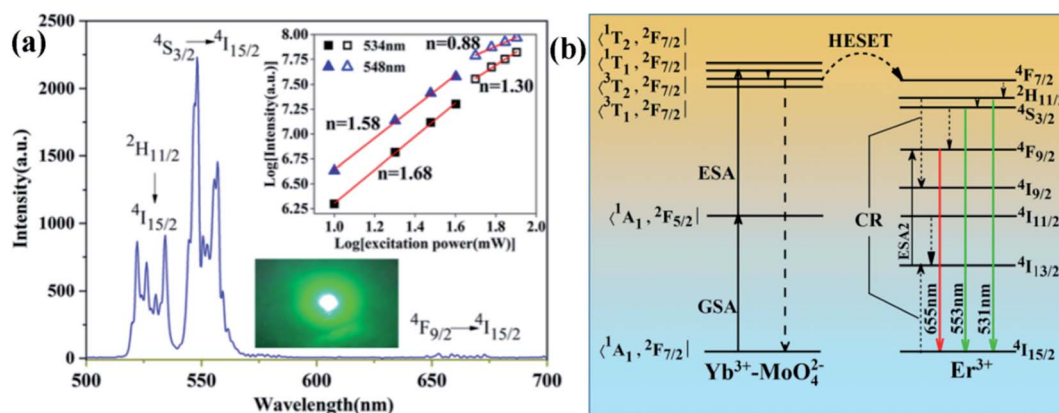 (a)
2500
2000
1500
1000
500
0
Intensity(a.u.)
500 550 600 650 700
Wavelength(nm)
⁴S₃/₂ ⁴I₁₅/₂
²H₁₁/₂
⁴I₁₅/₂
⁴F₉/₂ ⁴I₁₅/₂
8.00
7.75
7.50
7.25
7.00
6.75
6.50
6.25
Log[Intensity(a.u.)]
534nm
548nm
n=0.88
n=1.30
n=1.58
n=1.68
1.0 1.2 1.4 1.6 1.8 2.0
Log[excitation power(mW)]
(b)
⟨¹T₂, ²F₇/₂|
⟨¹T₁, ²F₇/₂|
⟨³T₂, ²F₇/₂|
⟨³T₁, ²F₇/₂|
⟨¹A₁, ²F₅/₂|
⟨¹A₁, ²F₇/₂|
ESA
GSA
Yb³⁺-MoO₄²⁻
HESET
CR
ESA2
655nm
553nm
531nm
⁴F₇/₂
²H₁₁/₂
⁴S₃/₂
⁴F₉/₂
⁴I₉/₂
⁴I₁₁/₂
⁴I₁₃/₂
⁴I₁₅/₂
Er³⁺